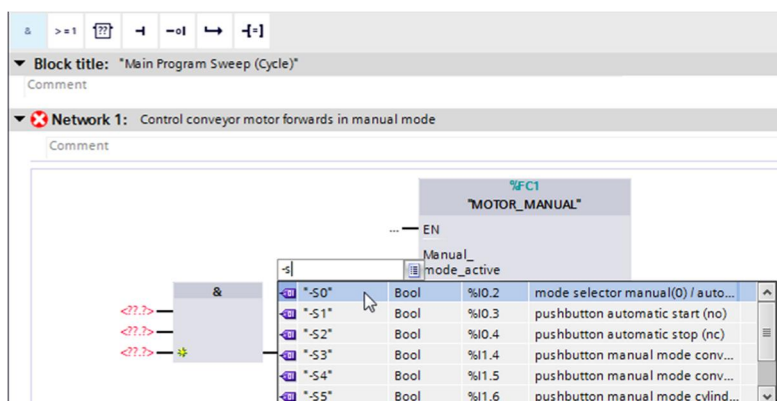 & >=1 ?? -| -o| -[=]
Block title: "Main Program Sweep (Cycle)"
Comment
Network 1: Control conveyor motor forwards in manual mode
Comment
%FC1
"MOTOR_MANUAL"
... EN
Manual_
mode_active
-s
&
<??.?>
<??.?>
<??.?>
"-S0" Bool %I0.2 mode selector manual(0) / auto...
"-S1" Bool %I0.3 pushbutton automatic start (no)
"-S2" Bool %I0.4 pushbutton automatic stop (nc)
"-S3" Bool %I1.4 pushbutton manual mode conv...
"-S4" Bool %I1.5 pushbutton manual mode conv...
"-S5" Bool %I1.6 pushbutton manual mode cylind...